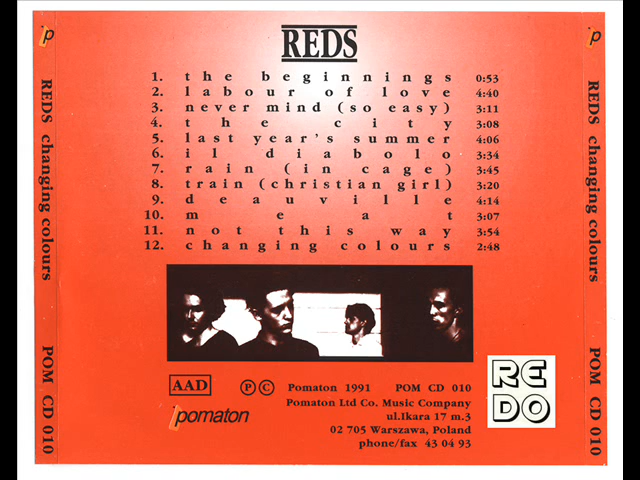 p
REDS changing colours
POM CD 010
REDS
1. the beginnings 0:53
2. labour of love 4:40
3. never mind (so easy) 3:11
4. the city 3:08
5. last year's summer 4:06
6. il diabolo 3:34
7. rain (in cage) 3:45
8. train (christian girl) 3:20
9. deauville 4:14
10. meat 3:07
11. not this way 3:54
12. changing colours 2:48
AAD
P C Pomaton 1991 POM CD 010
Pomaton Ltd Co. Music Company
ul.Ikara 17 m.3
02 705 Warszawa, Poland
phone/fax 43 04 93
pomaton
RE
DO
p
REDS changing colours
POM CD 010